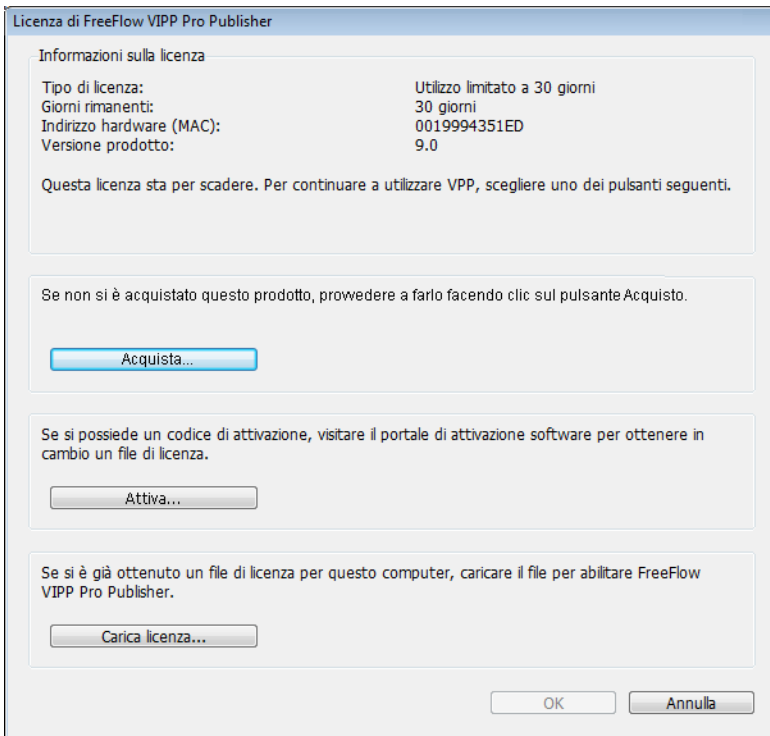 Licenza di FreeFlow VIPP Pro Publisher
Informazioni sulla licenza
Tipo di licenza: Utilizzo limitato a 30 giorni
Giorni rimanenti: 30 giorni
Indirizzo hardware (MAC): 0019994351ED
Versione prodotto: 9.0
Questa licenza sta per scadere. Per continuare a utilizzare VPP, scegliere uno dei pulsanti seguenti.
Se non si è acquistato questo prodotto, provvedere a farlo facendo clic sul pulsante Acquisto.
Acquista...
Se si possiede un codice di attivazione, visitare il portale di attivazione software per ottenere in
cambio un file di licenza.
Attiva...
Se si è già ottenuto un file di licenza per questo computer, caricare il file per abilitare FreeFlow
VIPP Pro Publisher.
Carica licenza...
OK Annulla